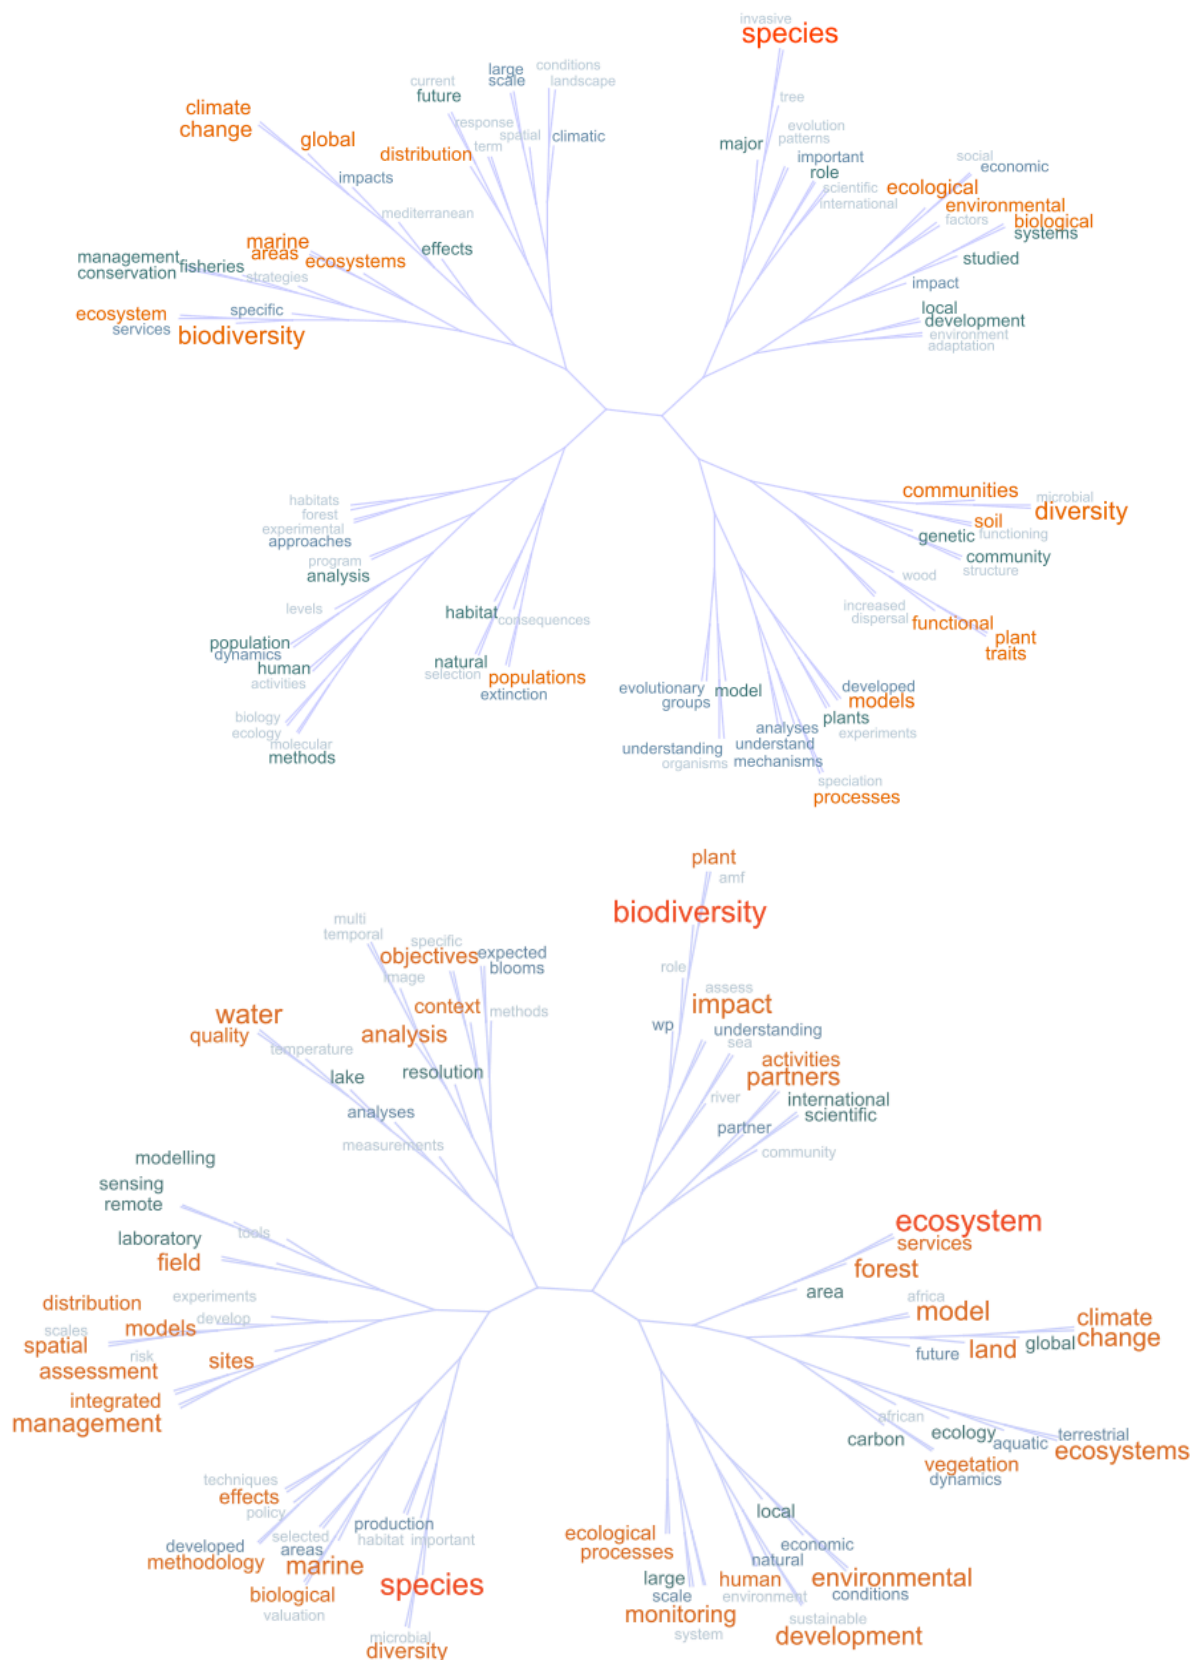 invasive
species
climate
change
global
impacts
current
future
large
scale
conditions
landscape
response
spatial
term
climatic
distribution
mediterranean
effects
tree
evolution
patterns
major
important
role
scientific
international
social
economic
ecological
environmental
factors
biological
systems
studied
impact
local
development
environment
adaptation
management
conservation
fisheries
marine
areas
ecosystems
strategies
ecosystem
services
specific
biodiversity
habitats
forest
experimental
approaches
program
analysis
levels
population
dynamics
human
activities
biology
ecology
molecular
methods
habitat
consequences
natural
selection
populations
extinction
communities
microbial
diversity
soil
functioning
genetic
community
structure
wood
increased
dispersal
functional
plant
traits
evolutionary
groups
model
developed
models
plants
experiments
analyses
understand
mechanisms
understanding
organisms
speciation
processes
plant
amf
biodiversity
role
wp
assess
impact
understanding
sea
activities
partners
river
international
scientific
partner
community
multi
temporal
specific
objectives
expected
blooms
image
context
methods
analysis
water
quality
temperature
lake
resolution
analyses
measurements
modelling
sensing
remote
tools
laboratory
field
experiments
distribution
develop
models
scales
spatial
risk
assessment
sites
integrated
management
ecosystem
services
forest
area
africa
model
climate
change
global
future
land
african
carbon
ecology
aquatic
terrestrial
ecosystems
vegetation
dynamics
techniques
effects
policy
developed
methodology
selected
areas
marine
biological
valuation
production
habitat important
species
microbial
diversity
ecological
processes
large
scale
monitoring
system
local
economic
natural
human
environment
environmental
conditions
sustainable
development